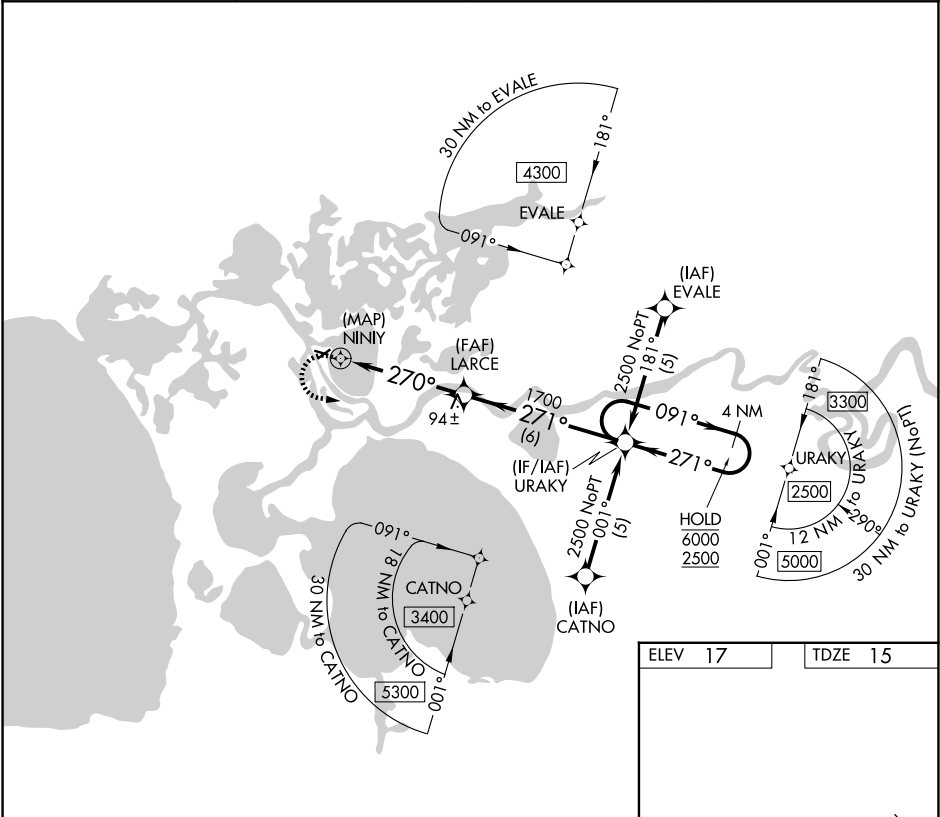 30 NM to EVALE
181°
4300
EVALE
091°
(IAF)
EVALE
2500 NoPT
181°
(5)
(MAP)
NINIY
270°
(FAF)
LARCE
94±
1700
271°
(6)
091°
4 NM
271°
(IF/IAF)
URAKY
HOLD
6000
2500
2500 NoPT
001°
(5)
(IAF)
CATNO
181°
3300
URAKY
2500
12 NM to URAKY
290°
001°
5000
30 NM to URAKY (NoPT)
091°
CATNO
3400
18 NM to CATNO
30 NM to CATNO
5300
001°
ELEV 17
TDZE 15